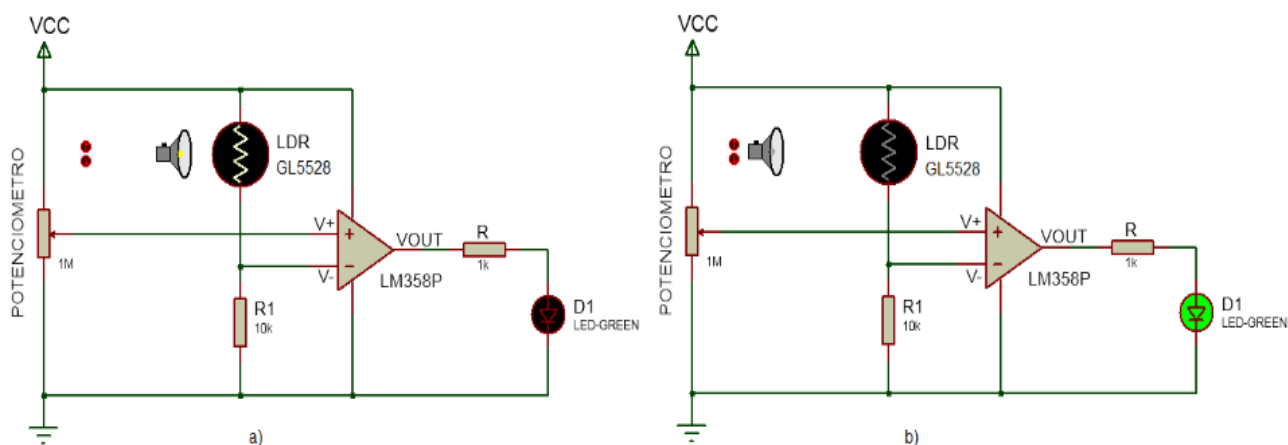 VCC
POTENCIOMETRO
1M
LDR
GL5528
V+
V-
+
−
VOUT
LM358P
R
1k
R1
10k
D1
LED-GREEN
a)
VCC
POTENCIOMETRO
1M
LDR
GL5528
V+
V-
+
−
VOUT
LM358P
R
1k
R1
10k
D1
LED-GREEN
b)